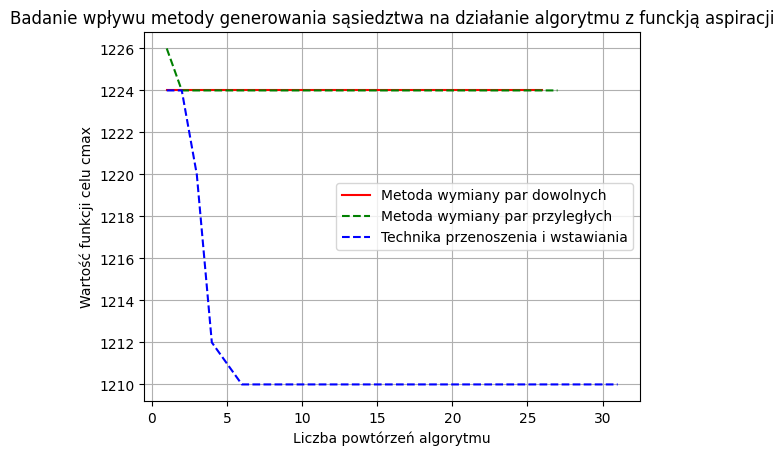 Badanie wpływu metody generowania sąsiedztwa na działanie algorytmu z funckją aspiracji
1226
1224
1222
1220
1218
1216
1214
1212
1210
Wartość funkcji celu cmax
Metoda wymiany par dowolnych
Metoda wymiany par przyległych
Technika przenoszenia i wstawiania
0
5
10
15
20
25
30
Liczba powtórzeń algorytmu